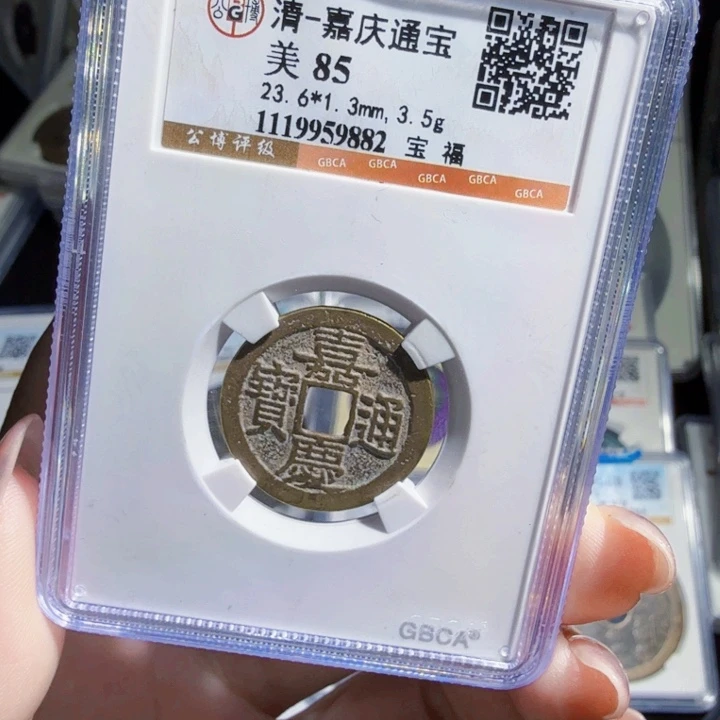 清-嘉庆通宝
美 85
23.6*1.3mm, 3.5g
1119959882 宝 福
公博评级 GBCA GBCA GBCA GBCA GBCA
嘉慶通寶
GBCA®